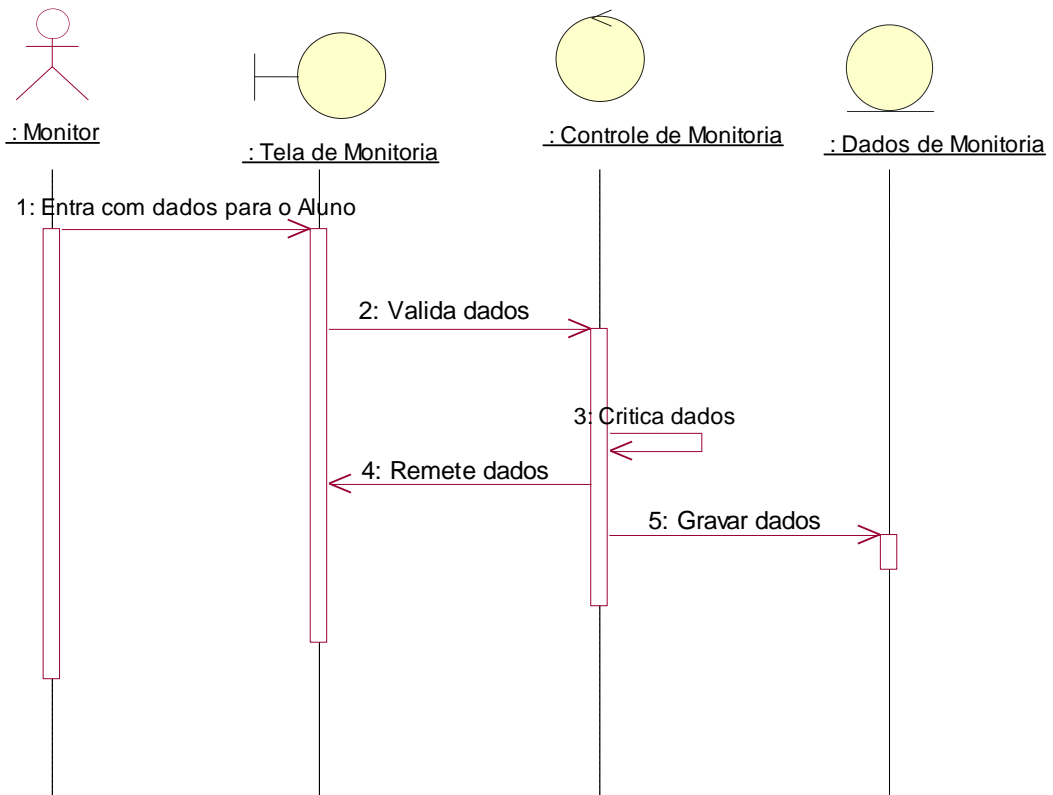 : Monitor
: Tela de Monitoria
: Controle de Monitoria
: Dados de Monitoria
1: Entra com dados para o Aluno
2: Valida dados
3: Critica dados
4: Remete dados
5: Gravar dados